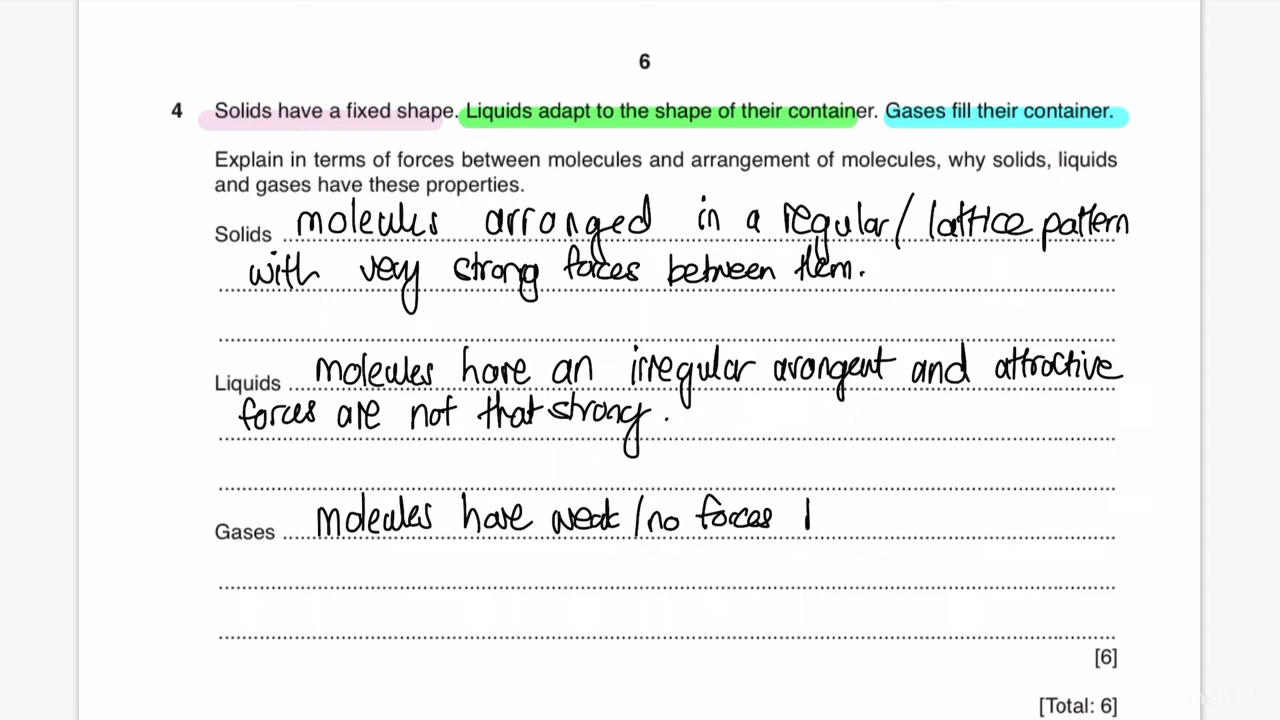 6
4 Solids have a fixed shape. Liquids adapt to the shape of their container. Gases fill their container.
Explain in terms of forces between molecules and arrangement of molecules, why solids, liquids
and gases have these properties.
Solids molecules arranged in a regular/lattice pattern
with very strong forces between them.
Liquids molecules have an irregular arangent and attractive
forces are not that strong.
Gases molecules have weak/no forces
[6]
[Total: 6]